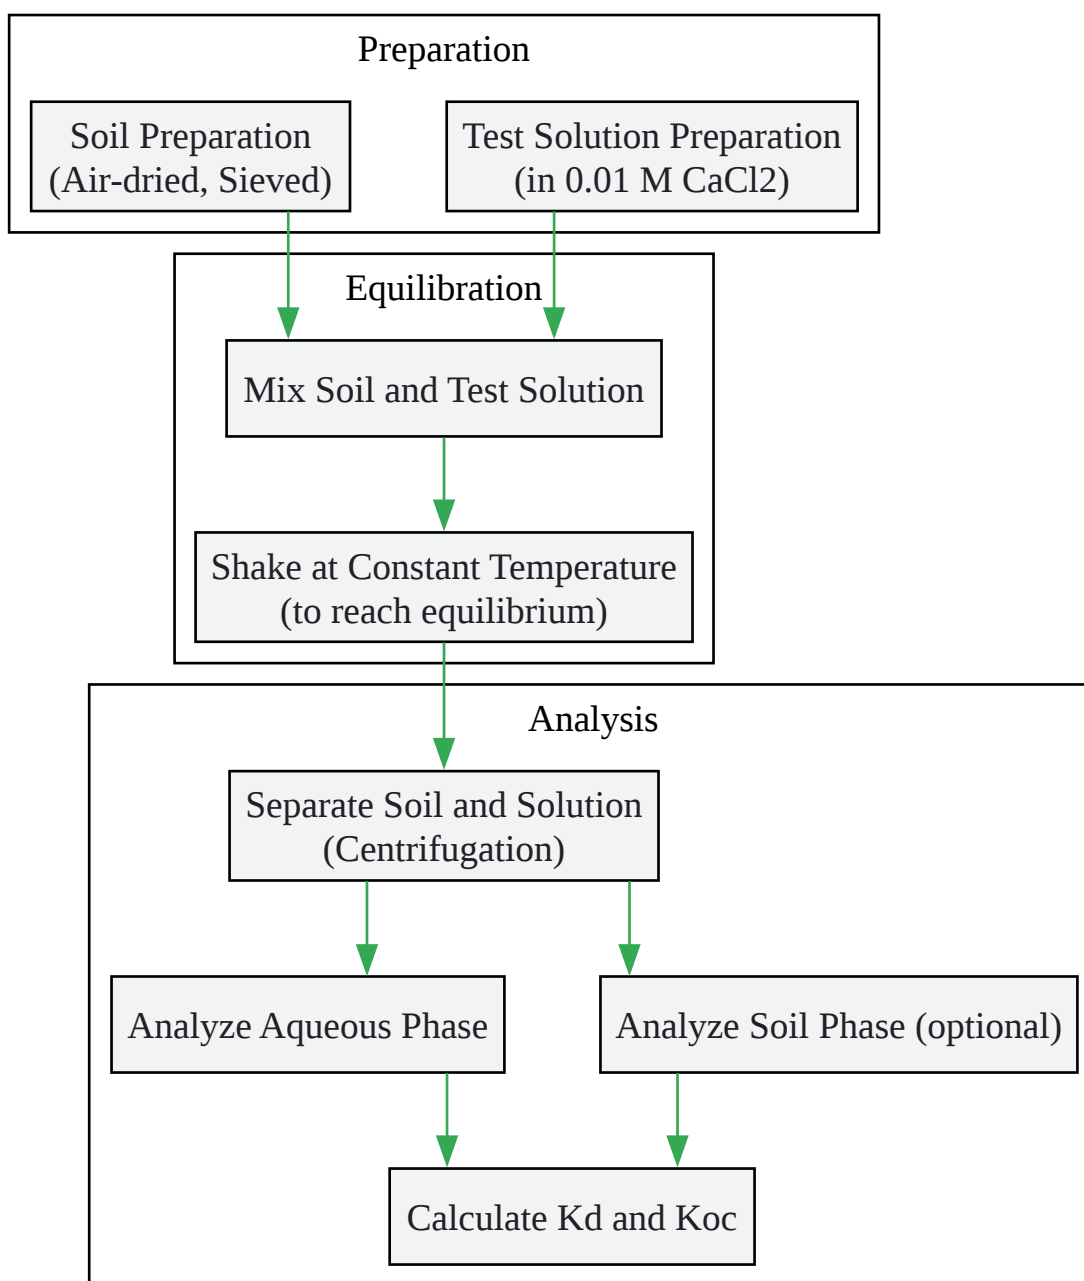 Preparation
Soil Preparation
(Air-dried, Sieved)
Test Solution Preparation
(in 0.01 M CaCl2)
Equilibration
Mix Soil and Test Solution
Shake at Constant Temperature
(to reach equilibrium)
Analysis
Separate Soil and Solution
(Centrifugation)
Analyze Aqueous Phase
Analyze Soil Phase (optional)
Calculate Kd and Koc